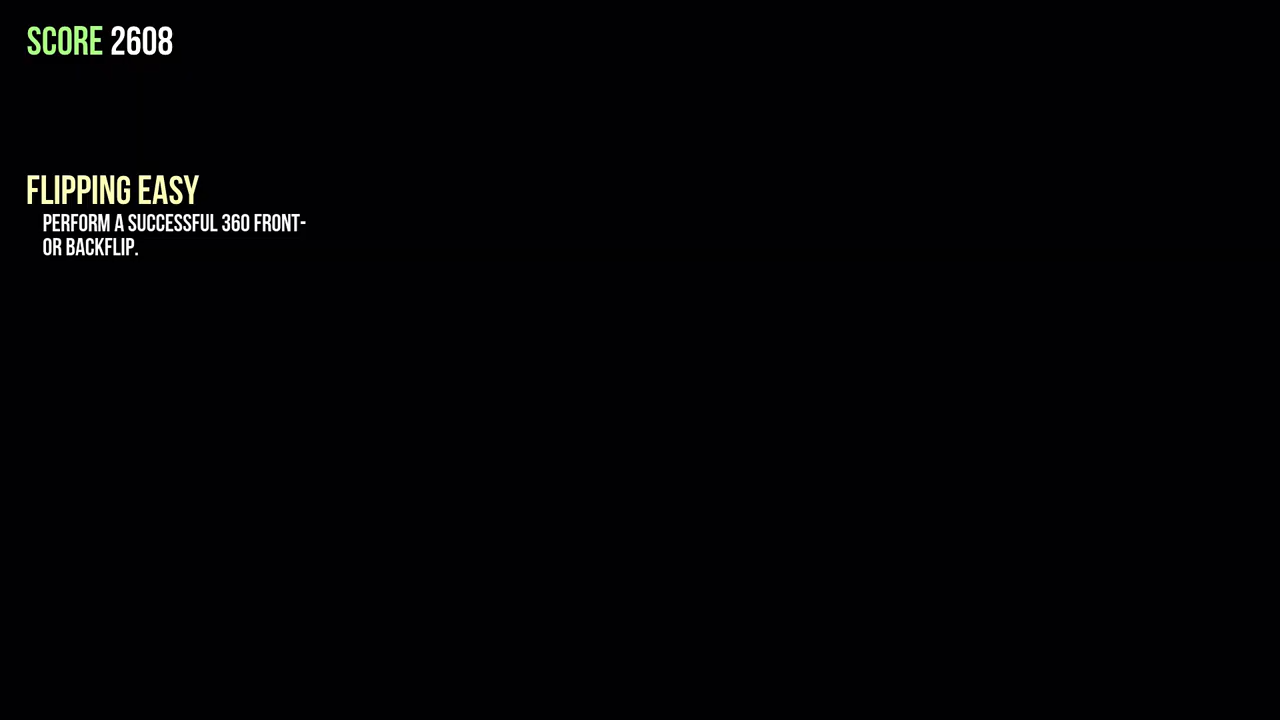 SCORE 2608
FLIPPING EASY
PERFORM A SUCCESSFUL 360 FRONT-
OR BACKFLIP.